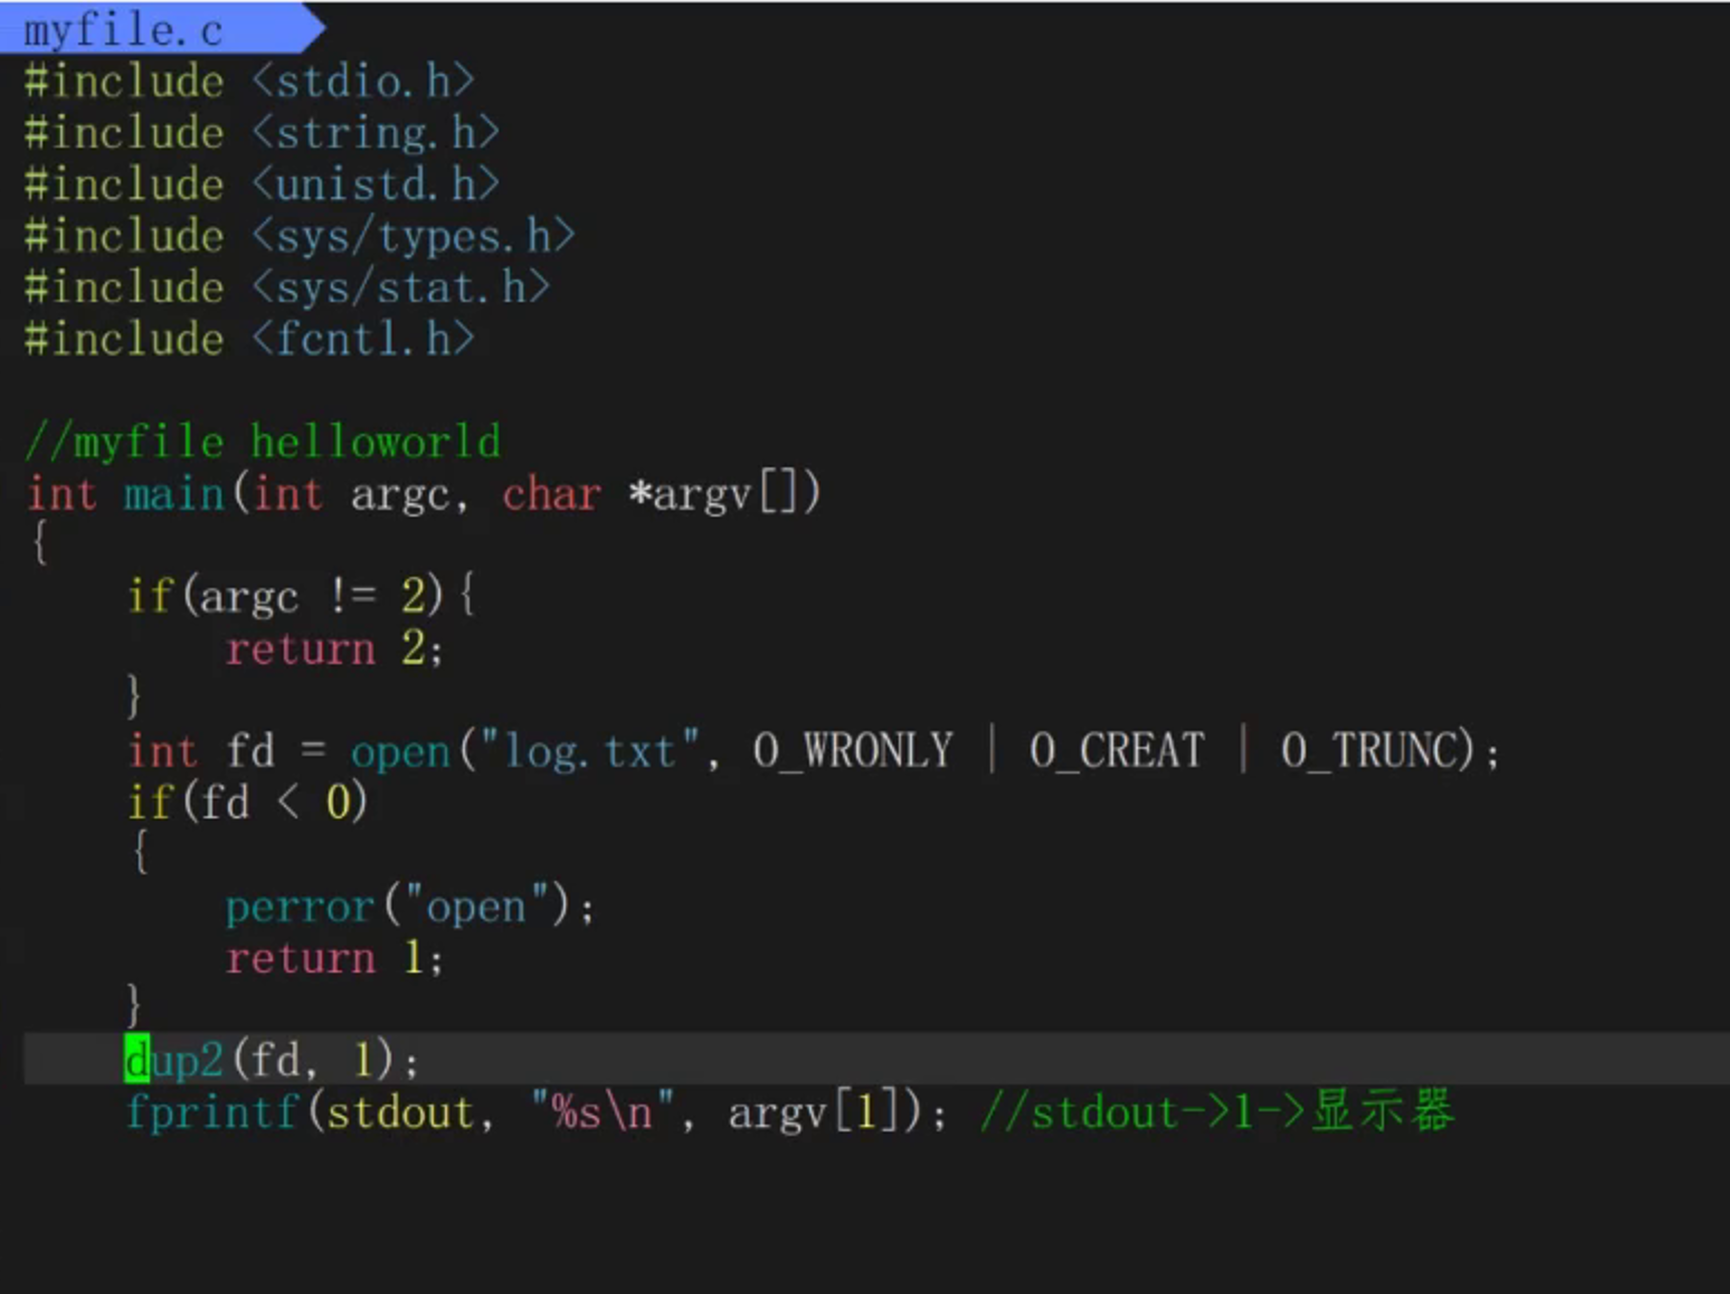 myfile.c
#include <stdio.h>
#include <string.h>
#include <unistd.h>
#include <sys/types.h>
#include <sys/stat.h>
#include <fcntl.h>
//myfile helloworld
int main(int argc, char *argv[])
{
    if(argc != 2){
        return 2;
    }
    int fd = open("log.txt", O_WRONLY | O_CREAT | O_TRUNC);
    if(fd < 0)
    {
        perror("open");
        return 1;
    }
    dup2(fd, 1);
    fprintf(stdout, "%s\n", argv[1]); //stdout->1->显示器